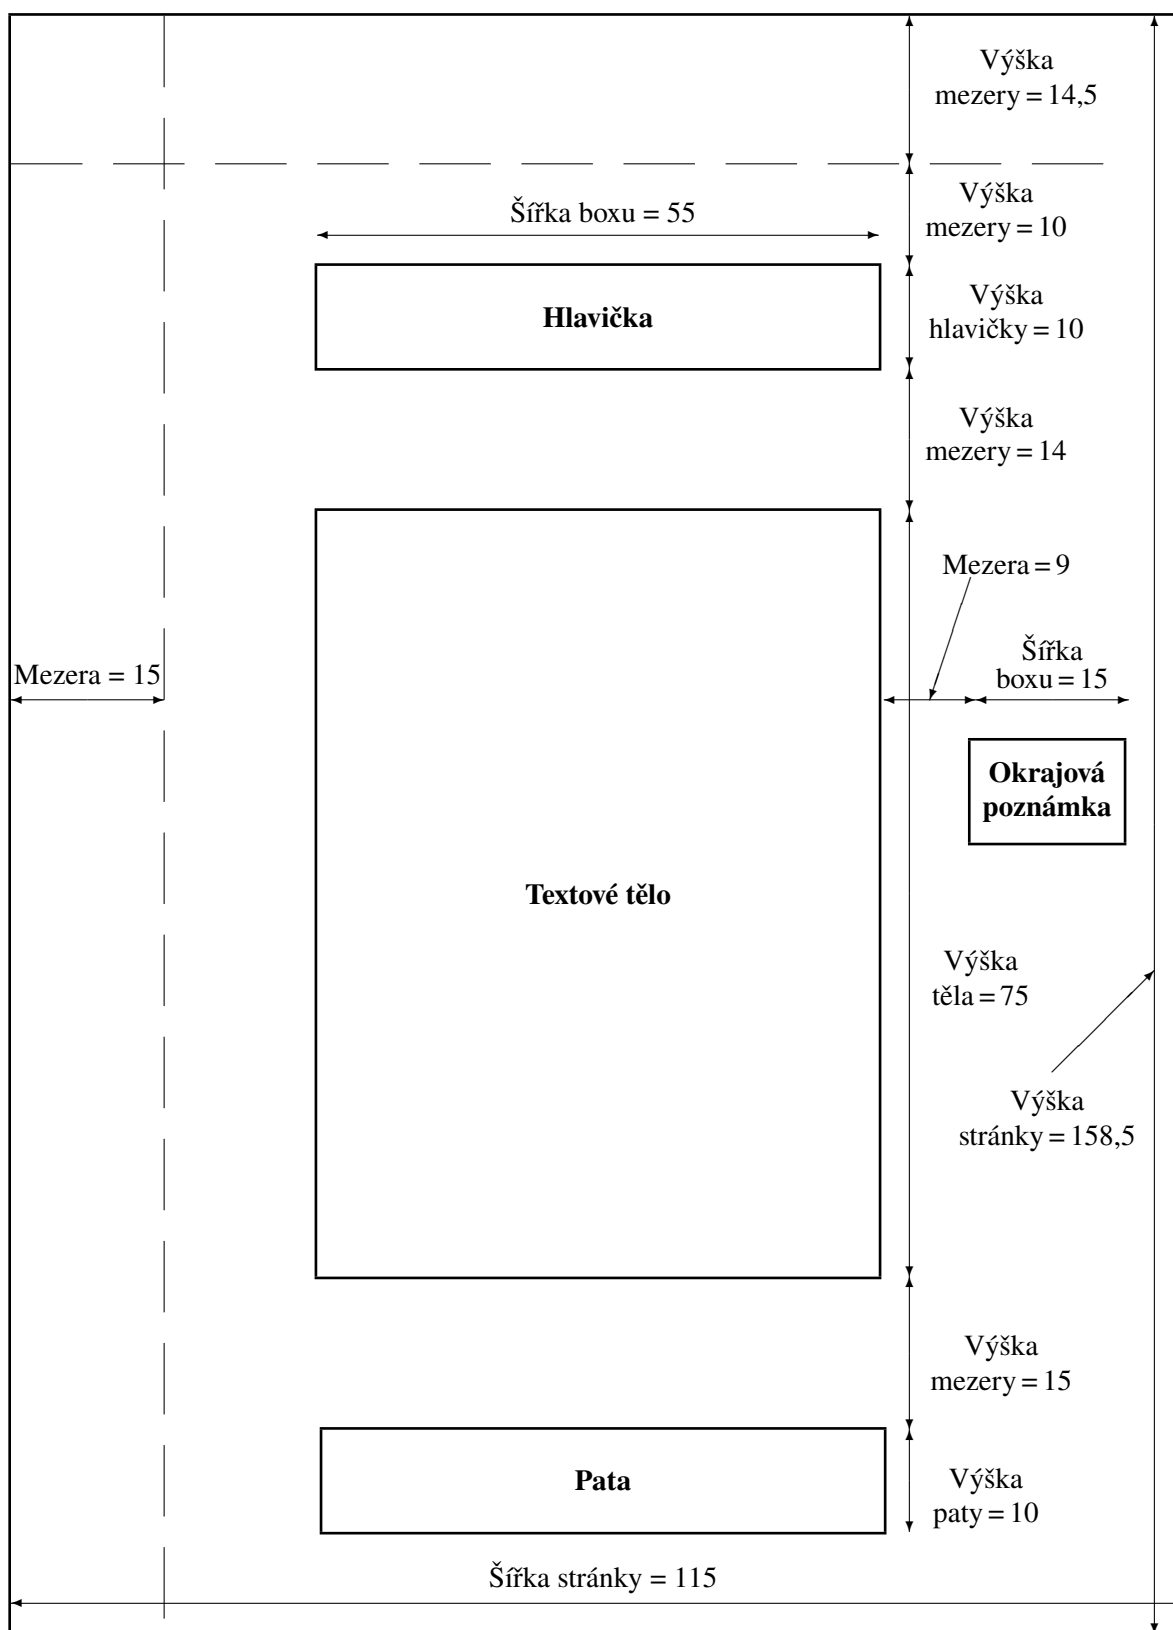 Výška
mezery = 14,5
Výška
mezery = 10
Šířka boxu = 55
Hlavička
Výška
hlavičky = 10
Výška
mezery = 14
Mezera = 9
Mezera = 15
Šířka
boxu = 15
Okrajová
poznámka
Textové tělo
Výška
těla = 75
Výška
stránky = 158,5
Výška
mezery = 15
Pata
Výška
paty = 10
Šířka stránky = 115